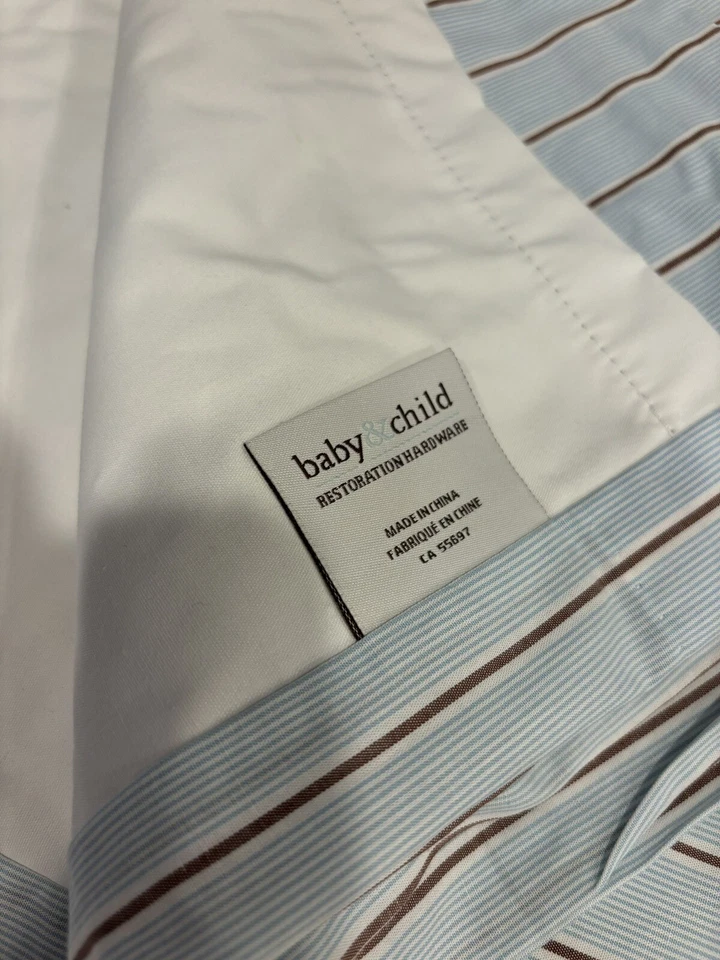 baby&child
RESTORATION HARDWARE
MADE IN CHINA
FABRIQUÉ EN CHINE
CA 55697